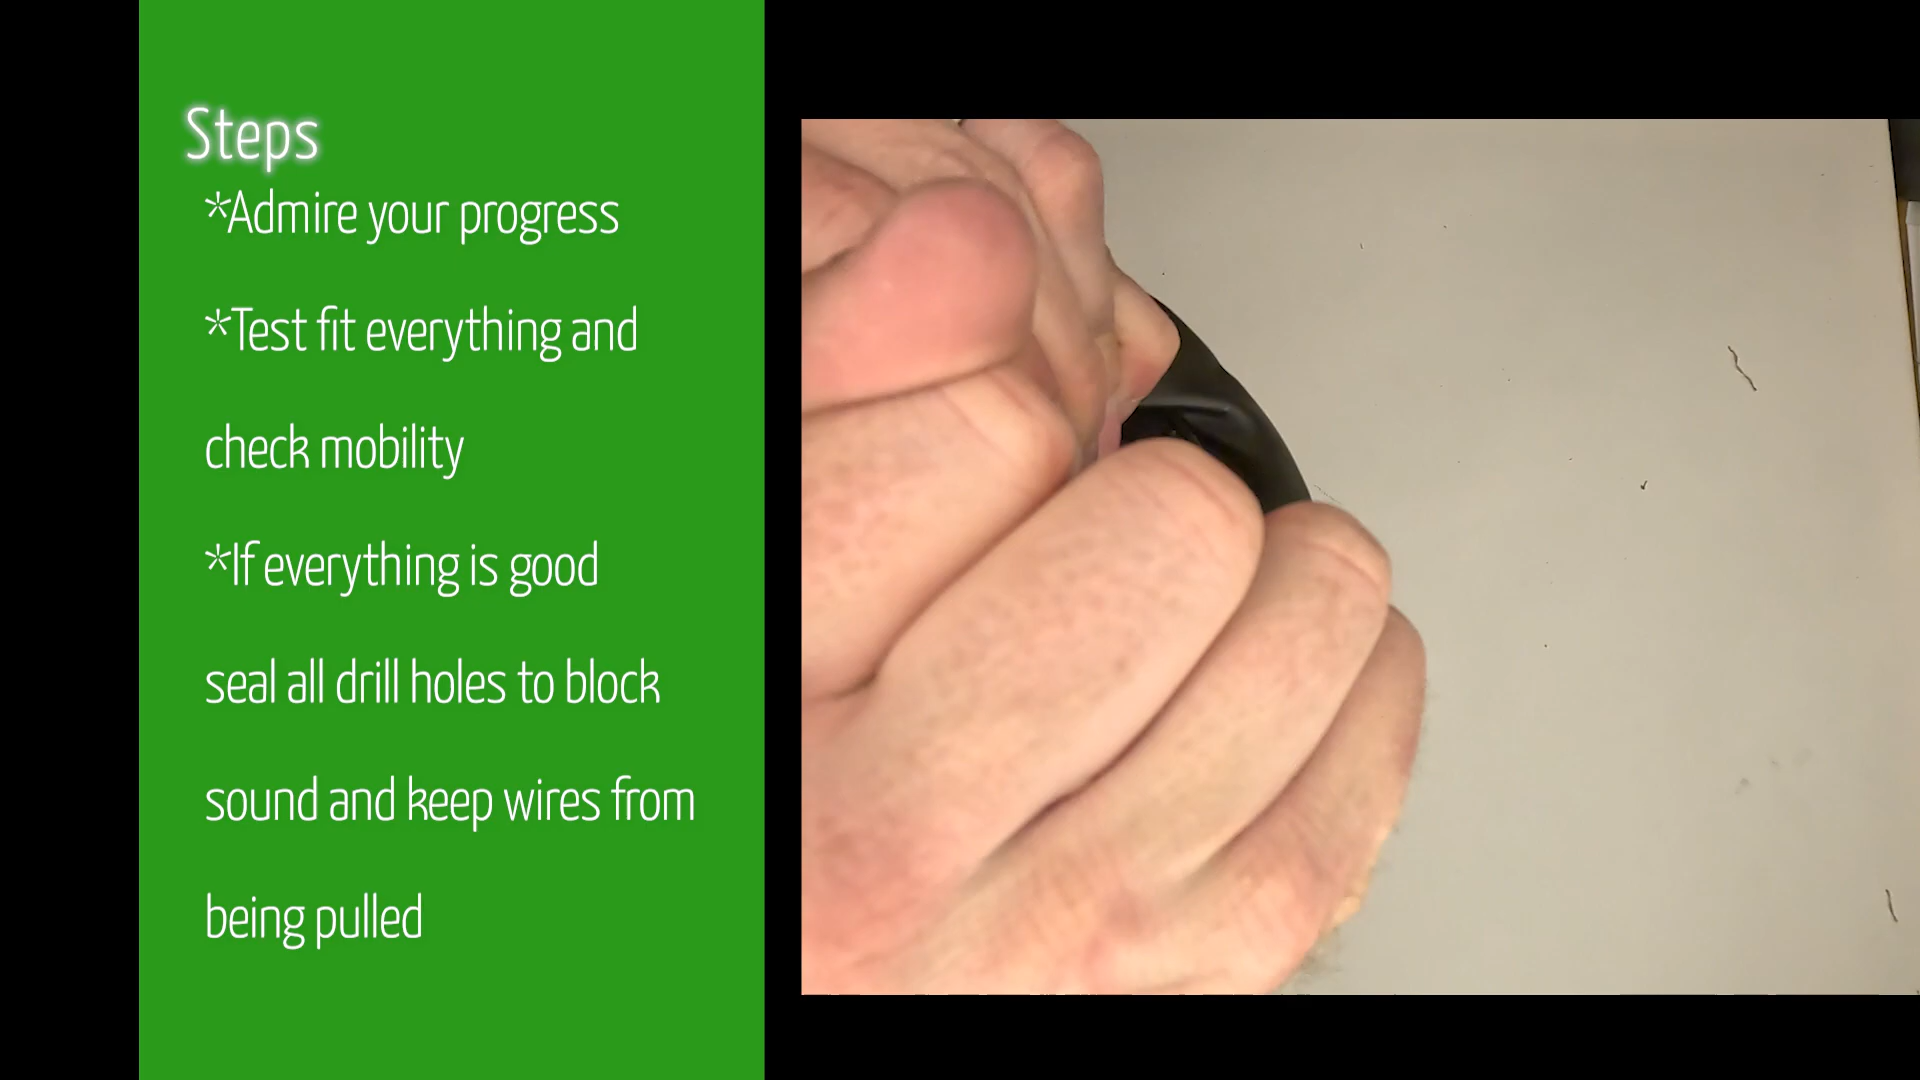 Steps
*Admire your progress
*Test fit everything and
check mobility
*If everything is good
seal all drill holes to block
sound and keep wires from
being pulled